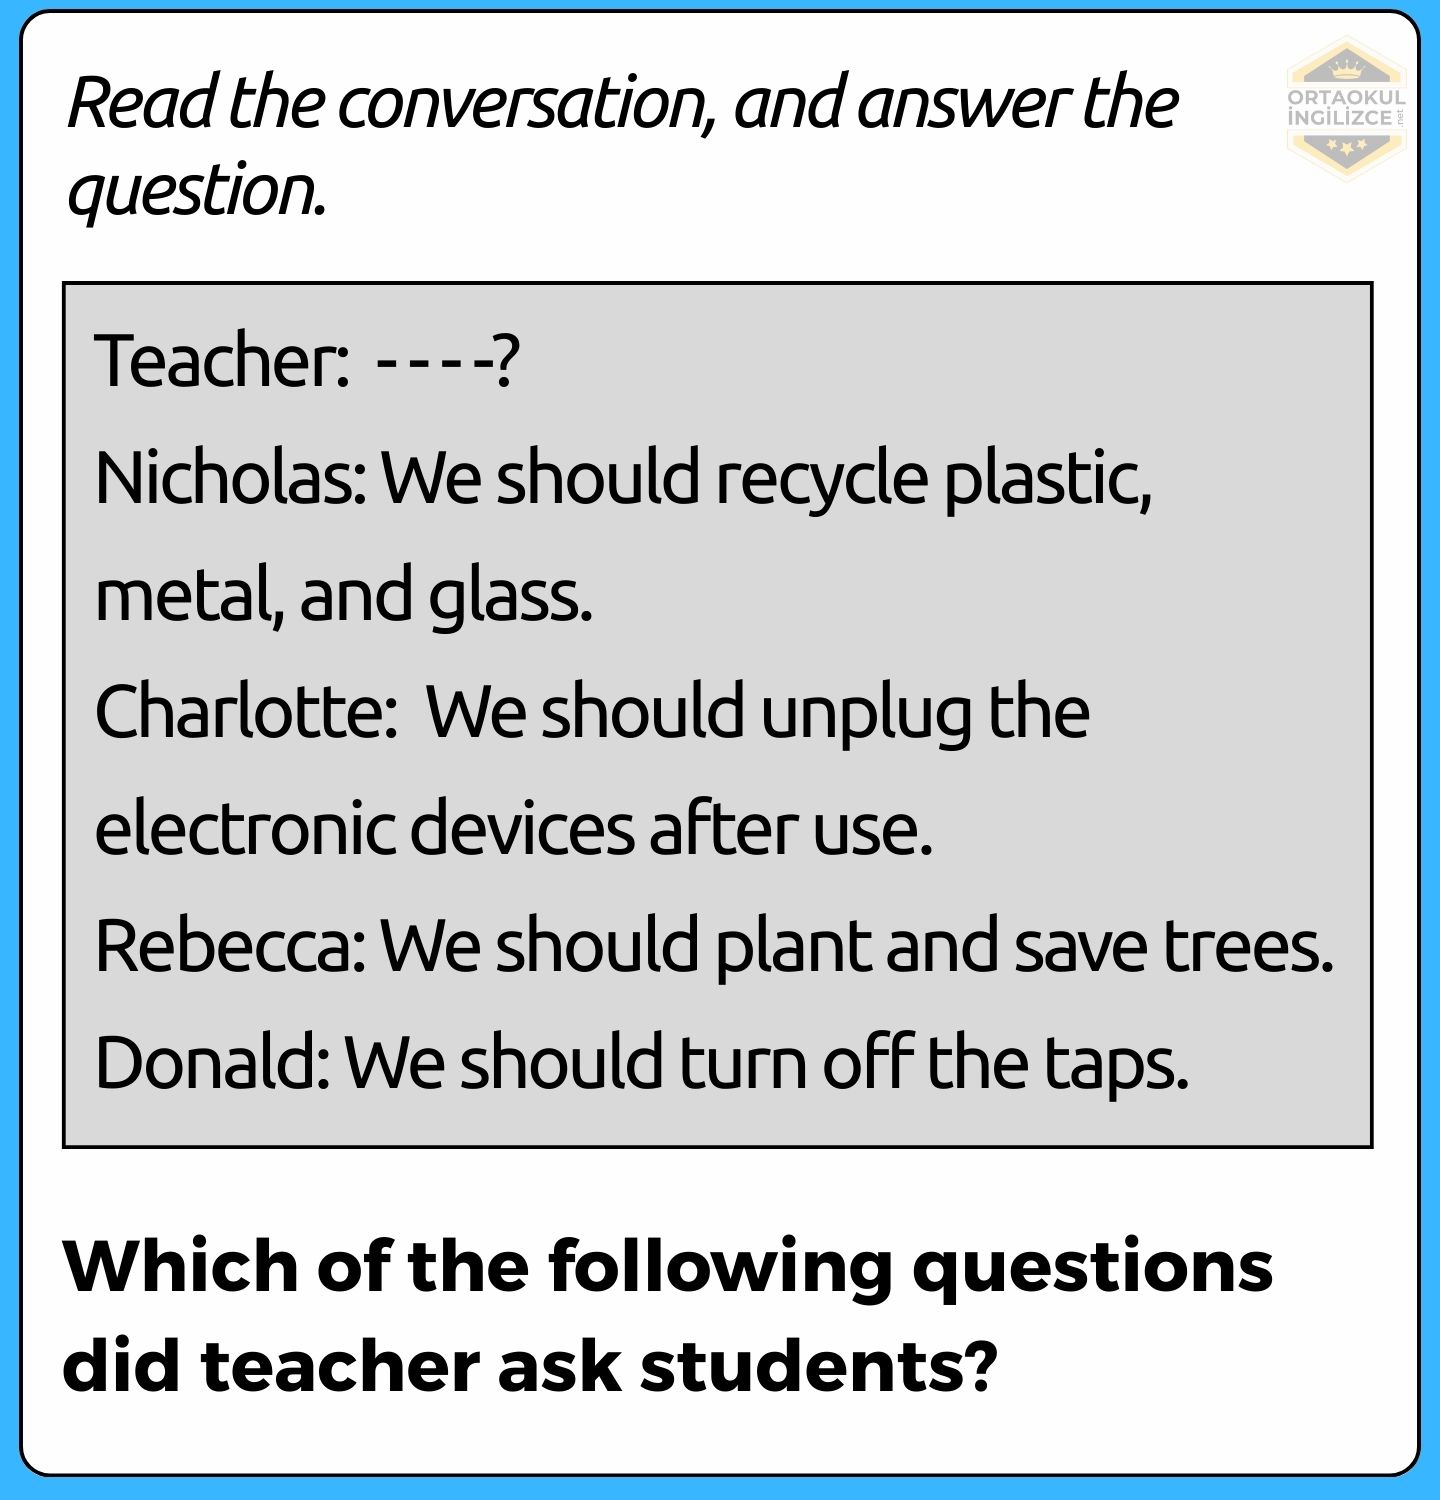 Read the conversation, and answer the
question.
ORTAOKUL
İNGİLİZCE
.net
Teacher: - - - -?
Nicholas: We should recycle plastic,
metal, and glass.
Charlotte: We should unplug the
electronic devices after use.
Rebecca: We should plant and save trees.
Donald: We should turn off the taps.
Which of the following questions
did teacher ask students?